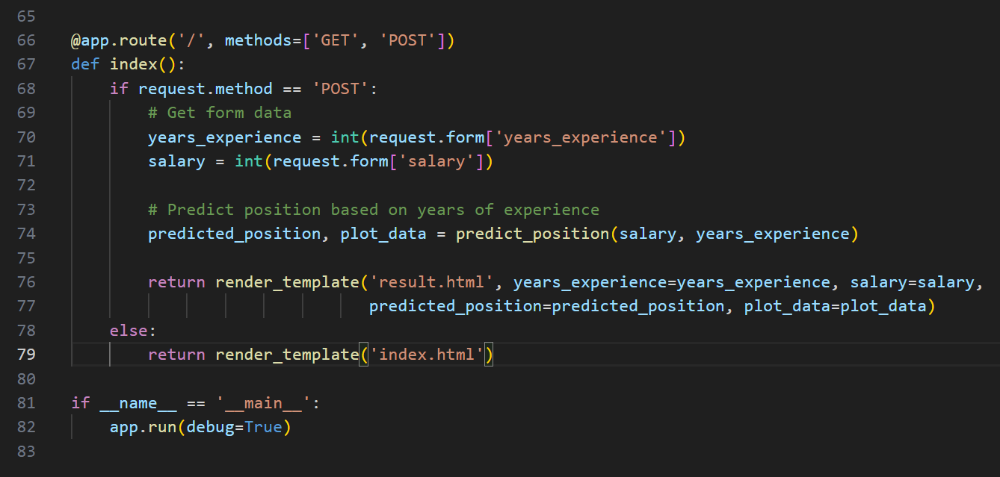 65
66 @app.route('/', methods=['GET', 'POST'])
67 def index():
68     if request.method == 'POST':
69         # Get form data
70         years_experience = int(request.form['years_experience'])
71         salary = int(request.form['salary'])
72
73         # Predict position based on years of experience
74         predicted_position, plot_data = predict_position(salary, years_experience)
75
76         return render_template('result.html', years_experience=years_experience, salary=salary,
77                                predicted_position=predicted_position, plot_data=plot_data)
78     else:
79         return render_template('index.html')
80
81 if __name__ == '__main__':
82     app.run(debug=True)
83